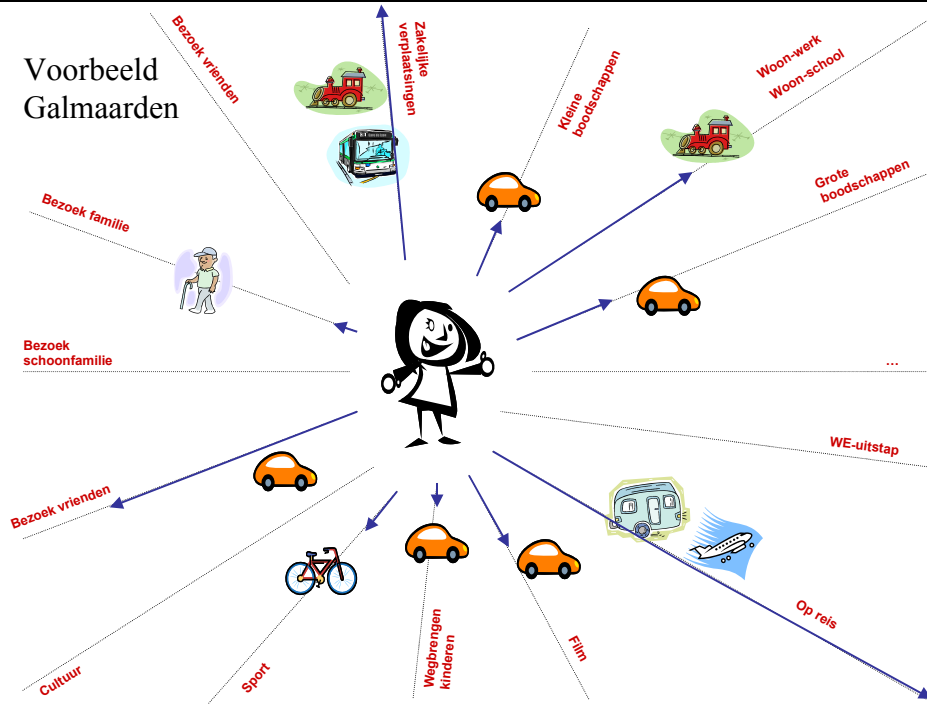 Voorbeeld
Galmaarden
Bezoek vrienden
Zakelijke
verplaatsingen
Kleine
boodschappen
Woon-werk
Woon-school
Grote
boodschappen
Bezoek familie
Bezoek
schoonfamilie
...
WE-uitstap
Bezoek vrienden
Op reis
Cultuur
Sport
Wegbrengen
kinderen
Film